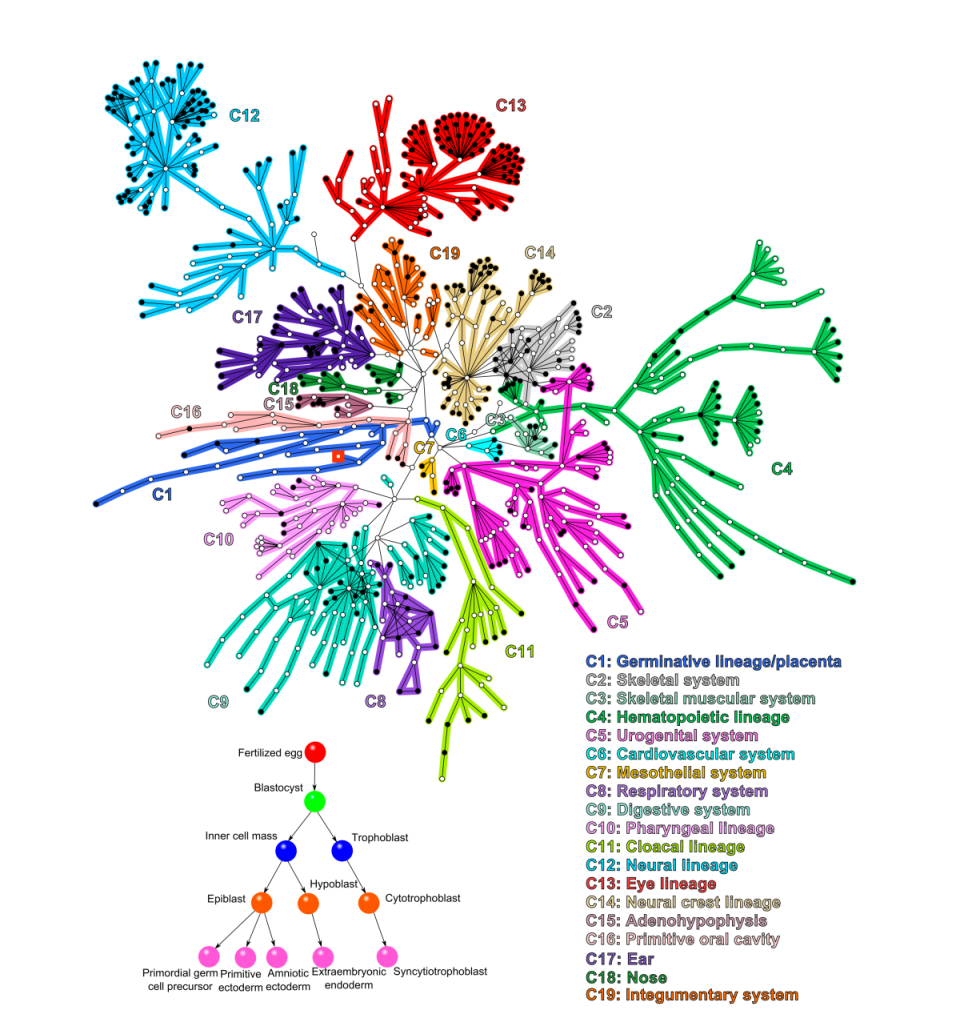 C13
C12
C19
C14
C2
C17
C18
C15
C16
C3
C6
C7
C4
C1
C10
C5
C11
C9
C8
C1: Germinative lineage/placenta
C2: Skeletal system
C3: Skeletal muscular system
C4: Hematopoietic lineage
C5: Urogenital system
C6: Cardiovascular system
C7: Mesothelial system
C8: Respiratory system
C9: Digestive system
C10: Pharyngeal lineage
C11: Cloacal lineage
C12: Neural lineage
C13: Eye lineage
C14: Neural crest lineage
C15: Adenohypophysis
C16: Primitive oral cavity
C17: Ear
C18: Nose
C19: Integumentary system
Fertilized egg
Blastocyst
Inner cell mass
Trophoblast
Hypoblast
Epiblast
Cytotrophoblast
Primordial germ
cell precursor
Primitive
ectoderm
Amniotic
ectoderm
Extraembryonic
endoderm
Syncytiotrophoblast